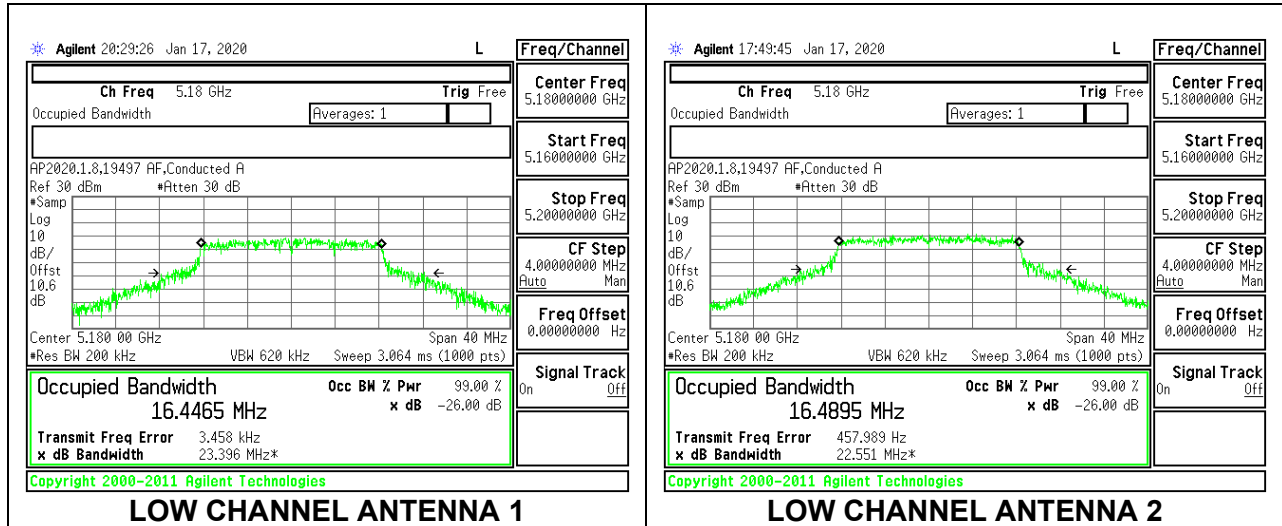 Agilent 20:29:26 Jan 17, 2020 L
Freq/Channel
Ch Freq 5.18 GHz Trig Free
Occupied Bandwidth Averages: 1
AP2020.1.8,19497 AF,Conducted A
Ref 30 dBm #Atten 30 dB
#Samp
Log
10
dB/
Offst
10.6
dB
Center 5.180 00 GHz Span 40 MHz
#Res BW 200 kHz VBW 620 kHz Sweep 3.064 ms (1000 pts)
Occupied Bandwidth Occ BW % Pwr 99.00 %
16.4465 MHz x dB -26.00 dB
Transmit Freq Error 3.458 kHz
x dB Bandwidth 23.396 MHz*
Copyright 2000-2011 Agilent Technologies
Center Freq
5.18000000 GHz
Start Freq
5.16000000 GHz
Stop Freq
5.20000000 GHz
CF Step
4.00000000 MHz
Auto Man
Freq Offset
0.00000000 Hz
Signal Track
On Off
LOW CHANNEL ANTENNA 1
Agilent 17:49:45 Jan 17, 2020 L
Freq/Channel
Ch Freq 5.18 GHz Trig Free
Occupied Bandwidth Averages: 1
AP2020.1.8,19497 AF,Conducted A
Ref 30 dBm #Atten 30 dB
#Samp
Log
10
dB/
Offst
10.6
dB
Center 5.180 00 GHz Span 40 MHz
#Res BW 200 kHz VBW 620 kHz Sweep 3.064 ms (1000 pts)
Occupied Bandwidth Occ BW % Pwr 99.00 %
16.4895 MHz x dB -26.00 dB
Transmit Freq Error 457.989 Hz
x dB Bandwidth 22.551 MHz*
Copyright 2000-2011 Agilent Technologies
Center Freq
5.18000000 GHz
Start Freq
5.16000000 GHz
Stop Freq
5.20000000 GHz
CF Step
4.00000000 MHz
Auto Man
Freq Offset
0.00000000 Hz
Signal Track
On Off
LOW CHANNEL ANTENNA 2